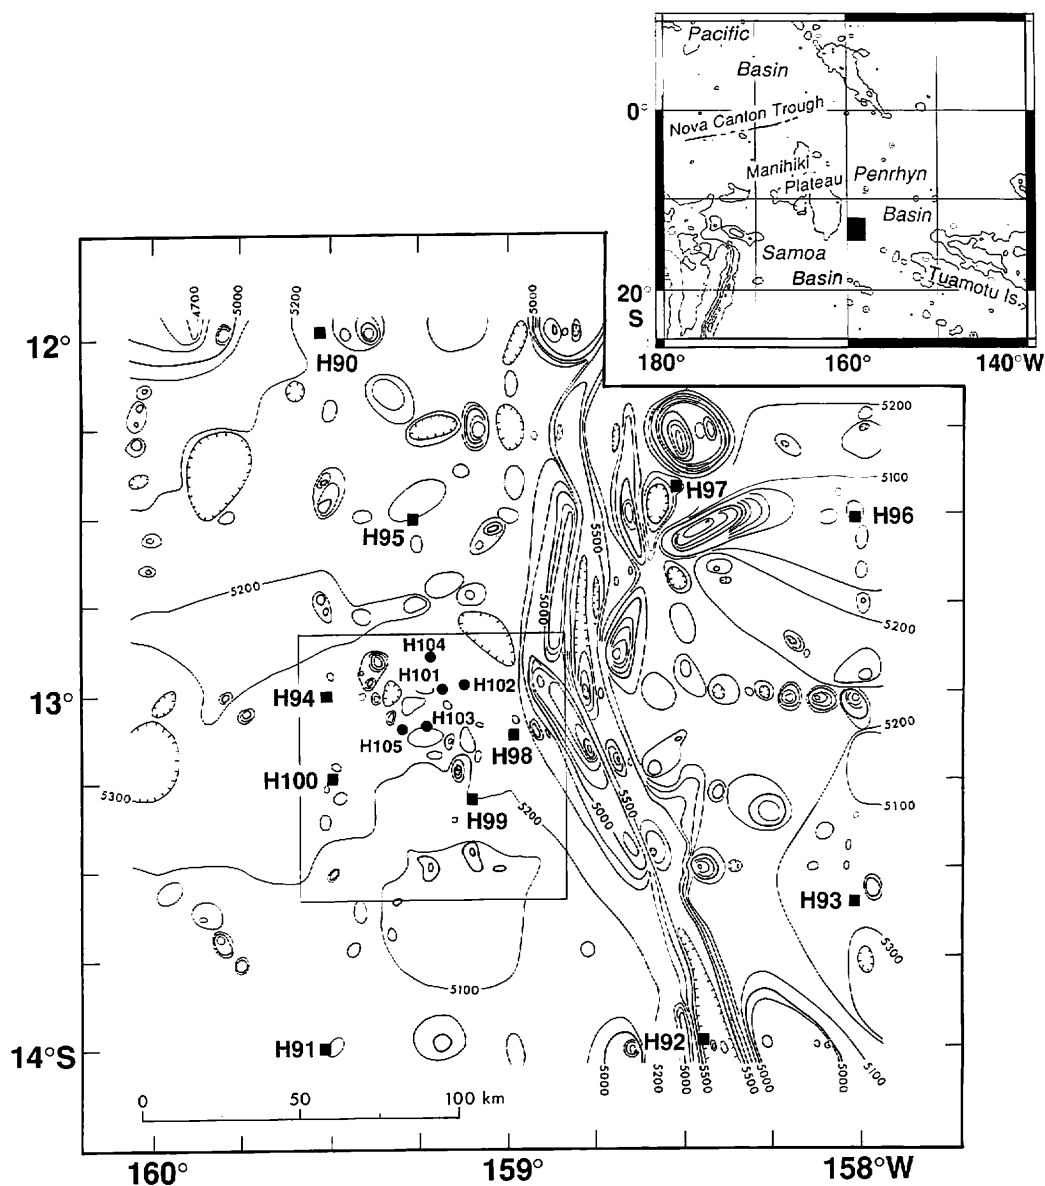 Pacific
Basin
0°
Nova Canton Trough
Manihiki
Plateau
Penrhyn
Basin
Samoa
Basin
Tuamotu Is.
20°
S
180°
160°
140°W
4700
5000
5200
5000
12°
H90
5200
5100
H97
H96
H95
5500
5200
5000
5200
H104
H101
H102
13°
H94
H103
H105
H98
5200
H100
5300
H99
5200
5000
5500
5100
H93
5300
5100
14°S
H91
H92
5000
5200
5000
5500
5500
5000
5000
5100
0
50
100 km
160°
159°
158°W